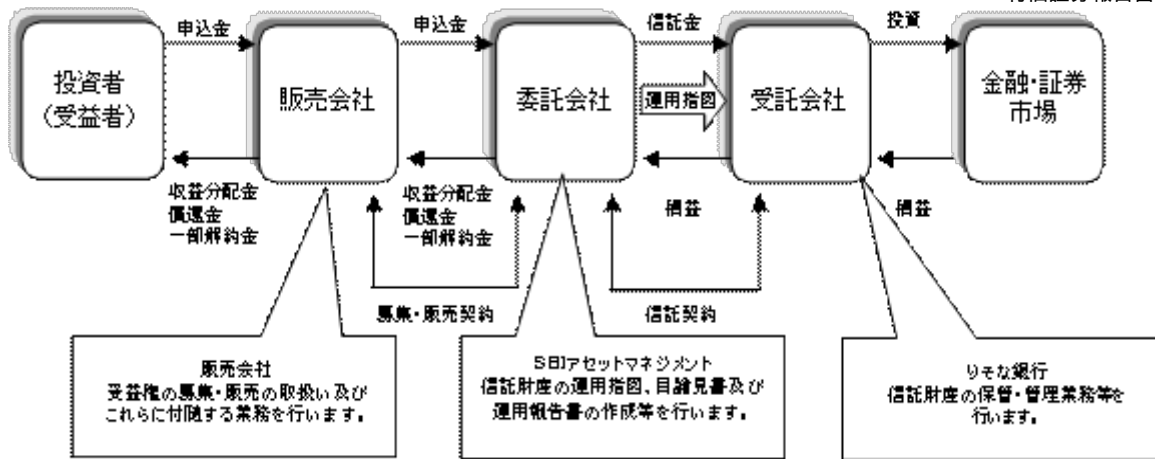 申込金
申込金
信託金
投資
投資者
(受益者)
販売会社
委託会社
運用指図
受託会社
金融・証券
市場
収益分配金
償還金
一部解約金
収益分配金
償還金
一部解約金
損益
損益
募集・販売契約
信託契約
販売会社
受益権の募集・販売の取扱い及び
これらに付随する業務を行います。
SBIアセットマネジメント
信託財産の運用指図、目論見書及び
運用報告書の作成等を行います。
りそな銀行
信託財産の保管・管理業務等を
行います。